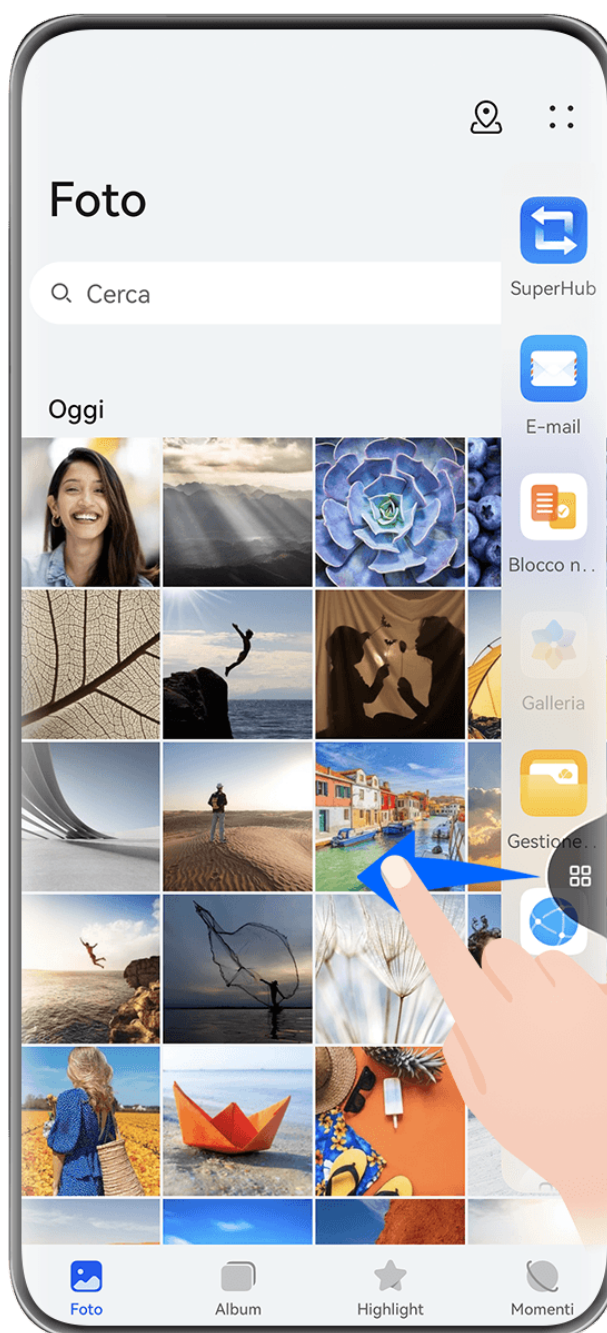 Foto
Cerca
Oggi
SuperHub
E-mail
Blocco n..
Galleria
Gestione..
Foto
Album
Highlight
Momenti